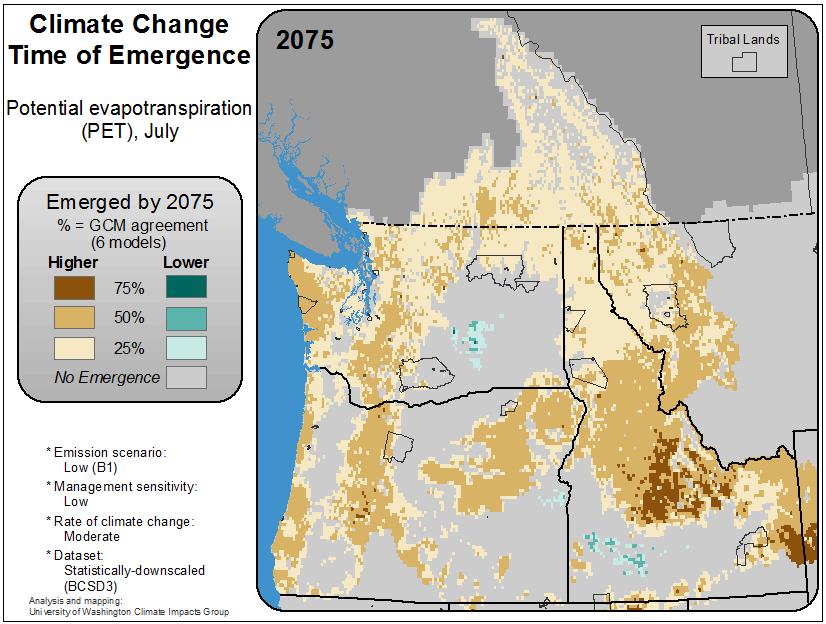 Climate Change
Time of Emergence
Potential evapotranspiration
(PET), July
Emerged by 2075
% = GCM agreement
(6 models)
Higher Lower
75%
50%
25%
No Emergence
* Emission scenario:
Low (B1)
* Management sensitivity:
Low
* Rate of climate change:
Moderate
* Dataset:
Statistically-downscaled
(BCSD3)
Analysis and mapping:
University of Washington Climate Impacts Group
2075
Tribal Lands